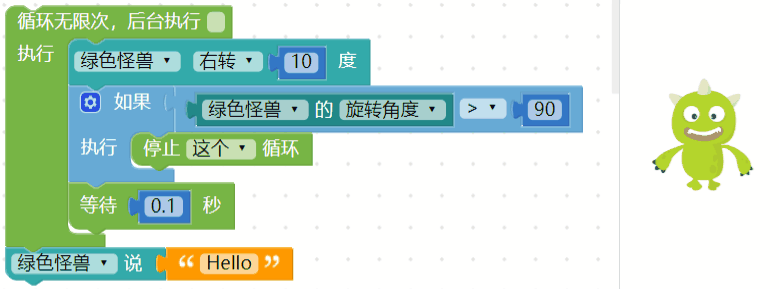 循环无限次，后台执行
执行
绿色怪兽 右转 10 度
如果 绿色怪兽 的 旋转角度 > 90
执行 停止 这个 循环
等待 0.1 秒
绿色怪兽 说 “ Hello ”